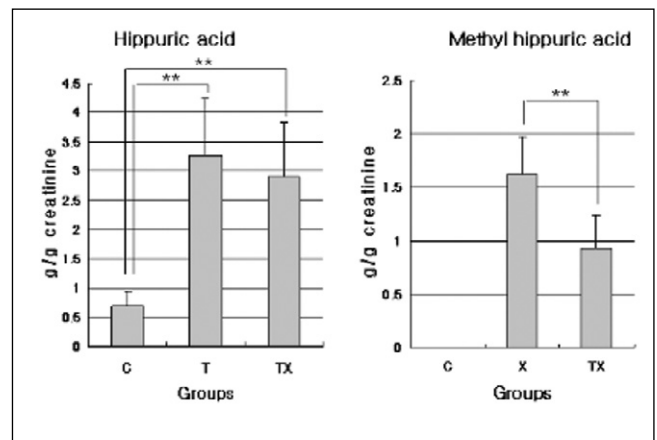 Hippuric acid
**
**
4.5
4
3.5
3
2.5
2
1.5
1
0.5
0
g/g creatinine
C T TX
Groups
Methyl hippuric acid
**
2.5
2
1.5
1
0.5
0
g/g creatinine
C X TX
Groups